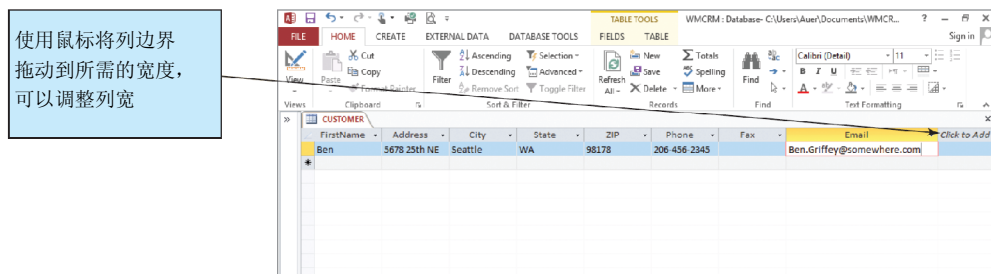 使用鼠标将列边界
拖动到所需的宽度，
可以调整列宽
TABLE TOOLS WMCRM : Database- C:\Users\Auer\Documents\WMCR... ?
FILE HOME CREATE EXTERNAL DATA DATABASE TOOLS FIELDS TABLE Sign in
View
Paste
Cut
Copy
Format Painter
Filter
Ascending
Descending
Remove Sort
Selection
Advanced
Toggle Filter
Refresh
All
New
Save
Delete
Totals
Spelling
More
Find
Calibri (Detail) 11
B I U
A
Views Clipboard Sort & Filter Records Find Text Formatting
CUSTOMER
FirstName Address City State ZIP Phone Fax Email Click to Add
Ben 5678 25th NE Seattle WA 98178 206-456-2345 Ben.Griffey@somewhere.com